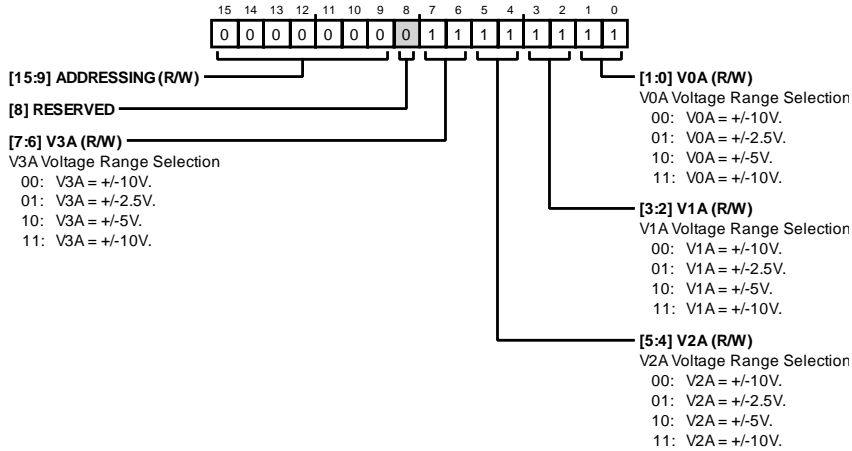 15 14 13 12 11 10 9 8 7 6 5 4 3 2 1 0
0 0 0 0 0 0 0 0 1 1 1 1 1 1 1 1
[15:9] ADDRESSING (R/W)
[8] RESERVED
[7:6] V3A (R/W)
V3A Voltage Range Selection
00: V3A = +/-10V.
01: V3A = +/-2.5V.
10: V3A = +/-5V.
11: V3A = +/-10V.
[1:0] V0A (R/W)
V0A Voltage Range Selection
00: V0A = +/-10V.
01: V0A = +/-2.5V.
10: V0A = +/-5V.
11: V0A = +/-10V.
[3:2] V1A (R/W)
V1A Voltage Range Selection
00: V1A = +/-10V.
01: V1A = +/-2.5V.
10: V1A = +/-5V.
11: V1A = +/-10V.
[5:4] V2A (R/W)
V2A Voltage Range Selection
00: V2A = +/-10V.
01: V2A = +/-2.5V.
10: V2A = +/-5V.
11: V2A = +/-10V.